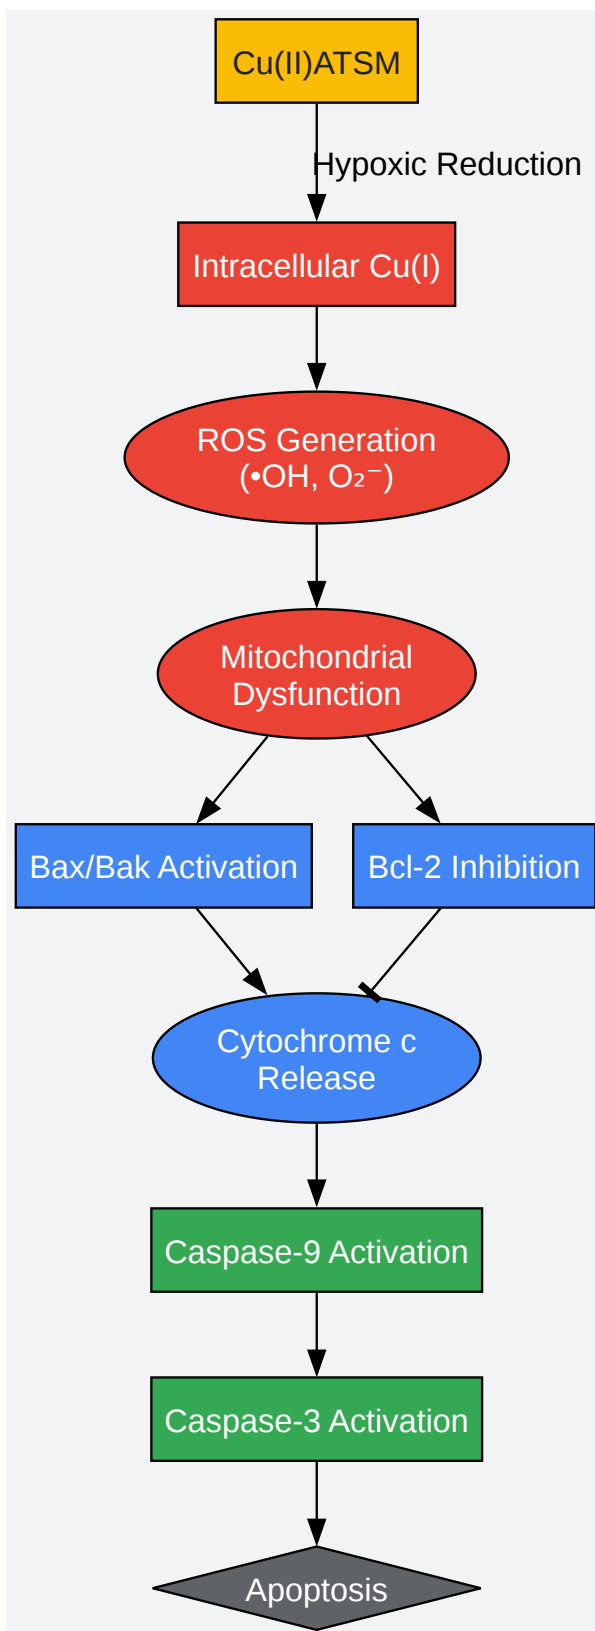 Cu(II)ATSM
Hypoxic Reduction
Intracellular Cu(I)
ROS Generation
(•OH, O₂⁻)
Mitochondrial
Dysfunction
Bax/Bak Activation
Bcl-2 Inhibition
Cytochrome c
Release
Caspase-9 Activation
Caspase-3 Activation
Apoptosis